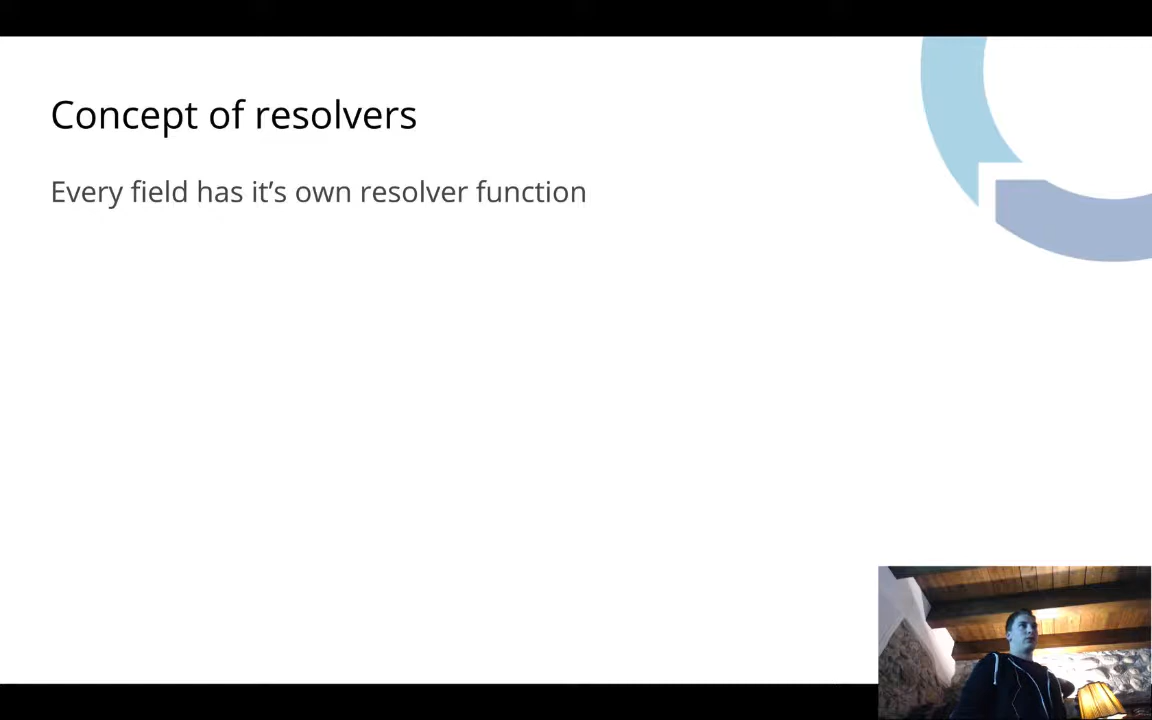 Concept of resolvers
Every field has it’s own resolver function